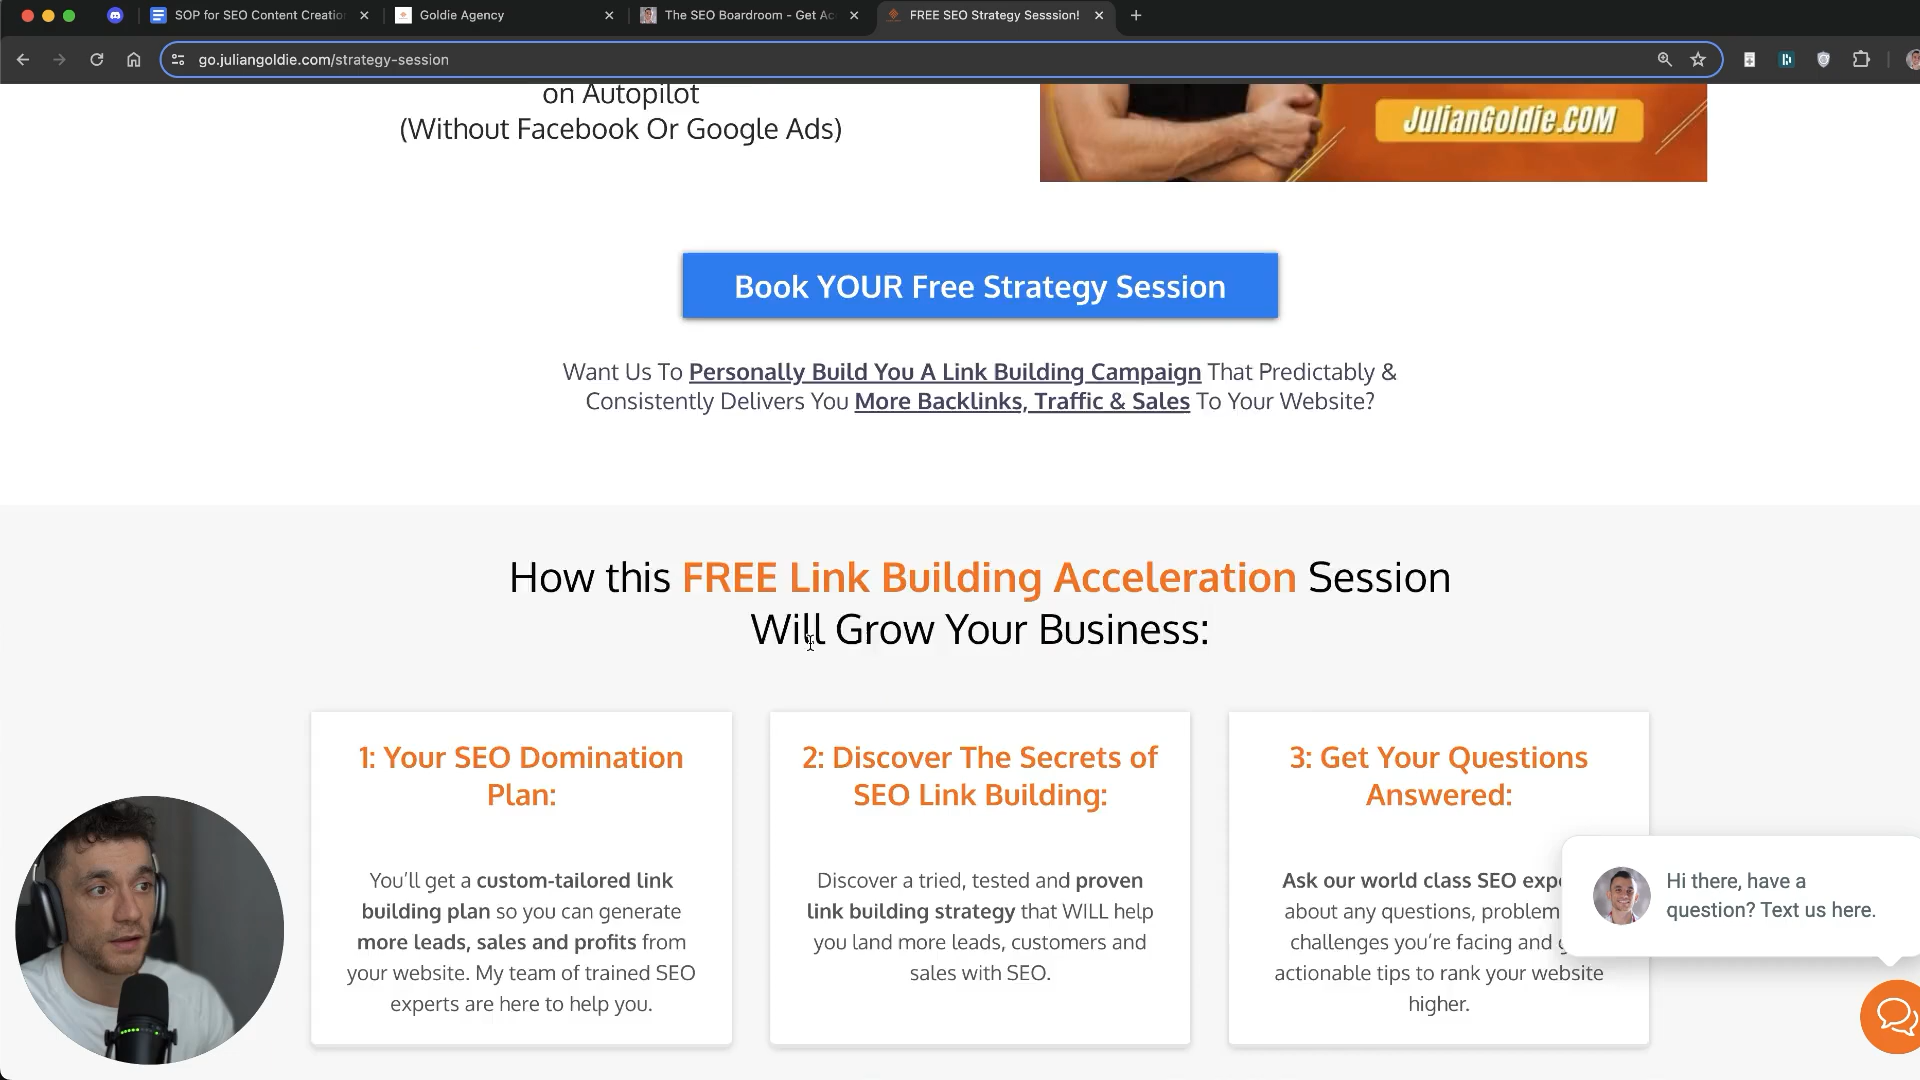 SOP for SEO Content Creation
Goldie Agency
The SEO Boardroom - Get Ac
FREE SEO Strategy Sesssion!
go.juliangoldie.com/strategy-session
on Autopilot
(Without Facebook Or Google Ads)
JULIANGOLDIE.COM
Book YOUR Free Strategy Session
Want Us To Personally Build You A Link Building Campaign That Predictably &
Consistently Delivers You More Backlinks, Traffic & Sales To Your Website?
How this FREE Link Building Acceleration Session
Will Grow Your Business:
1: Your SEO Domination
Plan:
You'll get a custom-tailored link
building plan so you can generate
more leads, sales and profits from
your website. My team of trained SEO
experts are here to help you.
2: Discover The Secrets of
SEO Link Building:
Discover a tried, tested and proven
link building strategy that WILL help
you land more leads, customers and
sales with SEO.
3: Get Your Questions
Answered:
Ask our world class SEO exp
about any questions, problem
challenges you're facing and g
actionable tips to rank your website
higher.
Hi there, have a
question? Text us here.